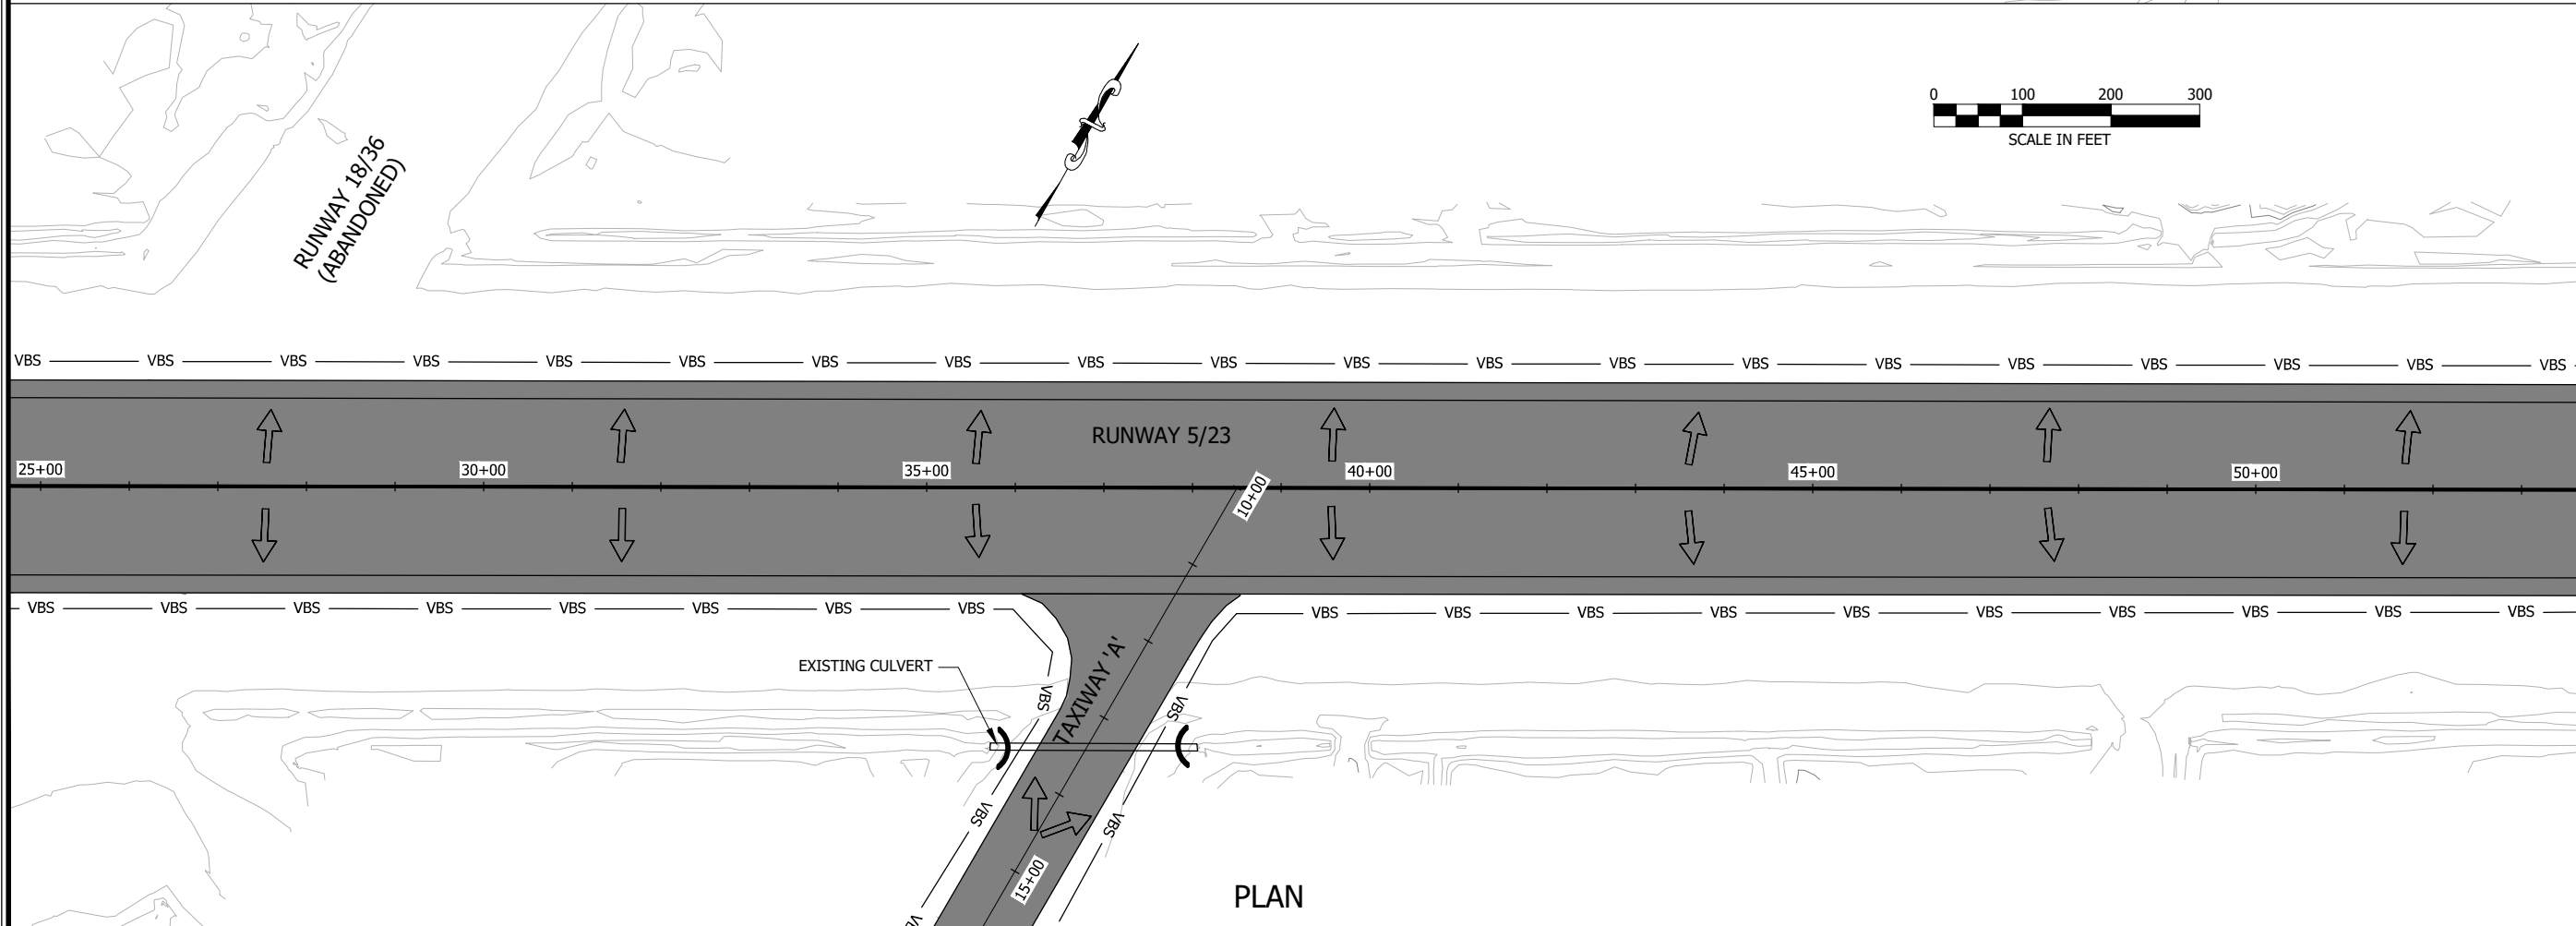 0 100 200 300
SCALE IN FEET
RUNWAY 18/36
(ABANDONED)
VBS VBS VBS VBS VBS VBS VBS VBS VBS VBS VBS VBS VBS VBS VBS VBS VBS VBS VBS VBS
RUNWAY 5/23
25+00 30+00 35+00 40+00 45+00 50+00
10+00
VBS VBS VBS VBS VBS VBS VBS VBS VBS VBS VBS VBS VBS VBS VBS VBS VBS VBS
EXISTING CULVERT
TAXIWAY 'A'
VBS VBS
VBS VBS
15+00
PLAN